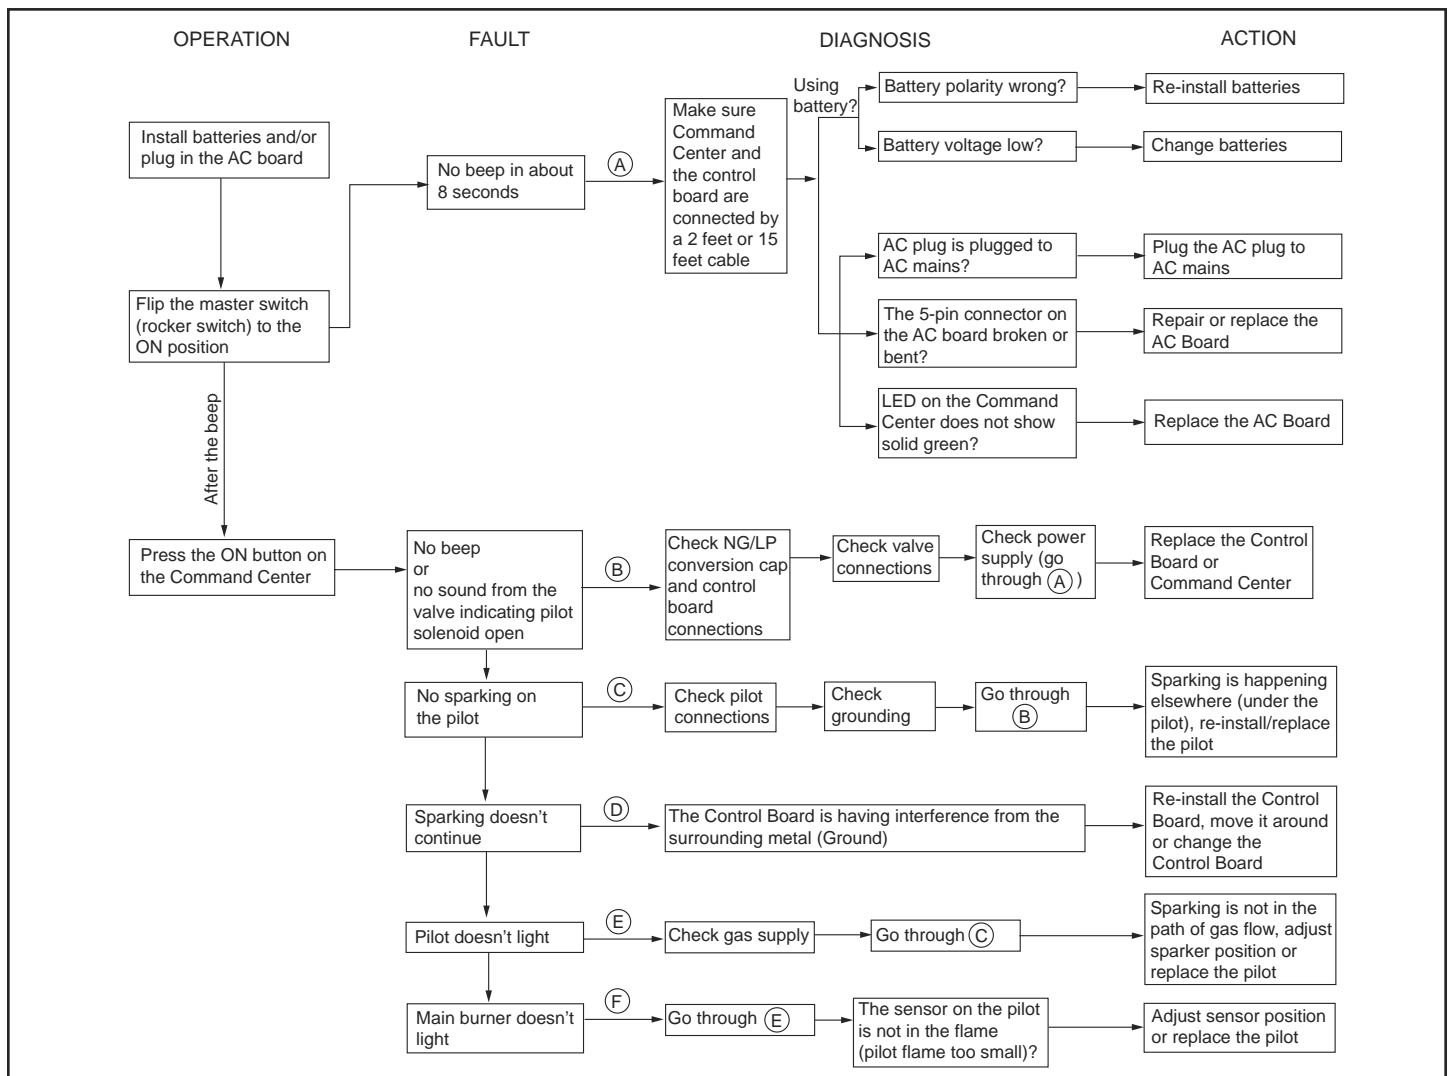 OPERATION
FAULT
DIAGNOSIS
ACTION
Install batteries and/or
plug in the AC board
Flip the master switch
(rocker switch) to the
ON position
After the beep
Press the ON button on
the Command Center
No beep in about
8 seconds
A
Make sure
Command
Center and
the control
board are
connected by
a 2 feet or 15
feet cable
Using
battery?
Battery polarity wrong?
Re-install batteries
Battery voltage low?
Change batteries
AC plug is plugged to
AC mains?
Plug the AC plug to
AC mains
The 5-pin connector on
the AC board broken or
bent?
Repair or replace the
AC Board
LED on the Command
Center does not show
solid green?
Replace the AC Board
No beep
or
no sound from the
valve indicating pilot
solenoid open
B
Check NG/LP
conversion cap
and control
board
connections
Check valve
connections
Check power
supply (go
through A )
Replace the Control
Board or
Command Center
No sparking on
the pilot
C
Check pilot
connections
Check
grounding
Go through
B
Sparking is happening
elsewhere (under the
pilot), re-install/replace
the pilot
Sparking doesn't
continue
D
The Control Board is having interference from the
surrounding metal (Ground)
Re-install the Control
Board, move it around
or change the
Control Board
Pilot doesn't light
E
Check gas supply
Go through C
Sparking is not in the
path of gas flow, adjust
sparker position or
replace the pilot
Main burner doesn't
light
F
Go through E
The sensor on the pilot
is not in the flame
(pilot flame too small)?
Adjust sensor position
or replace the pilot